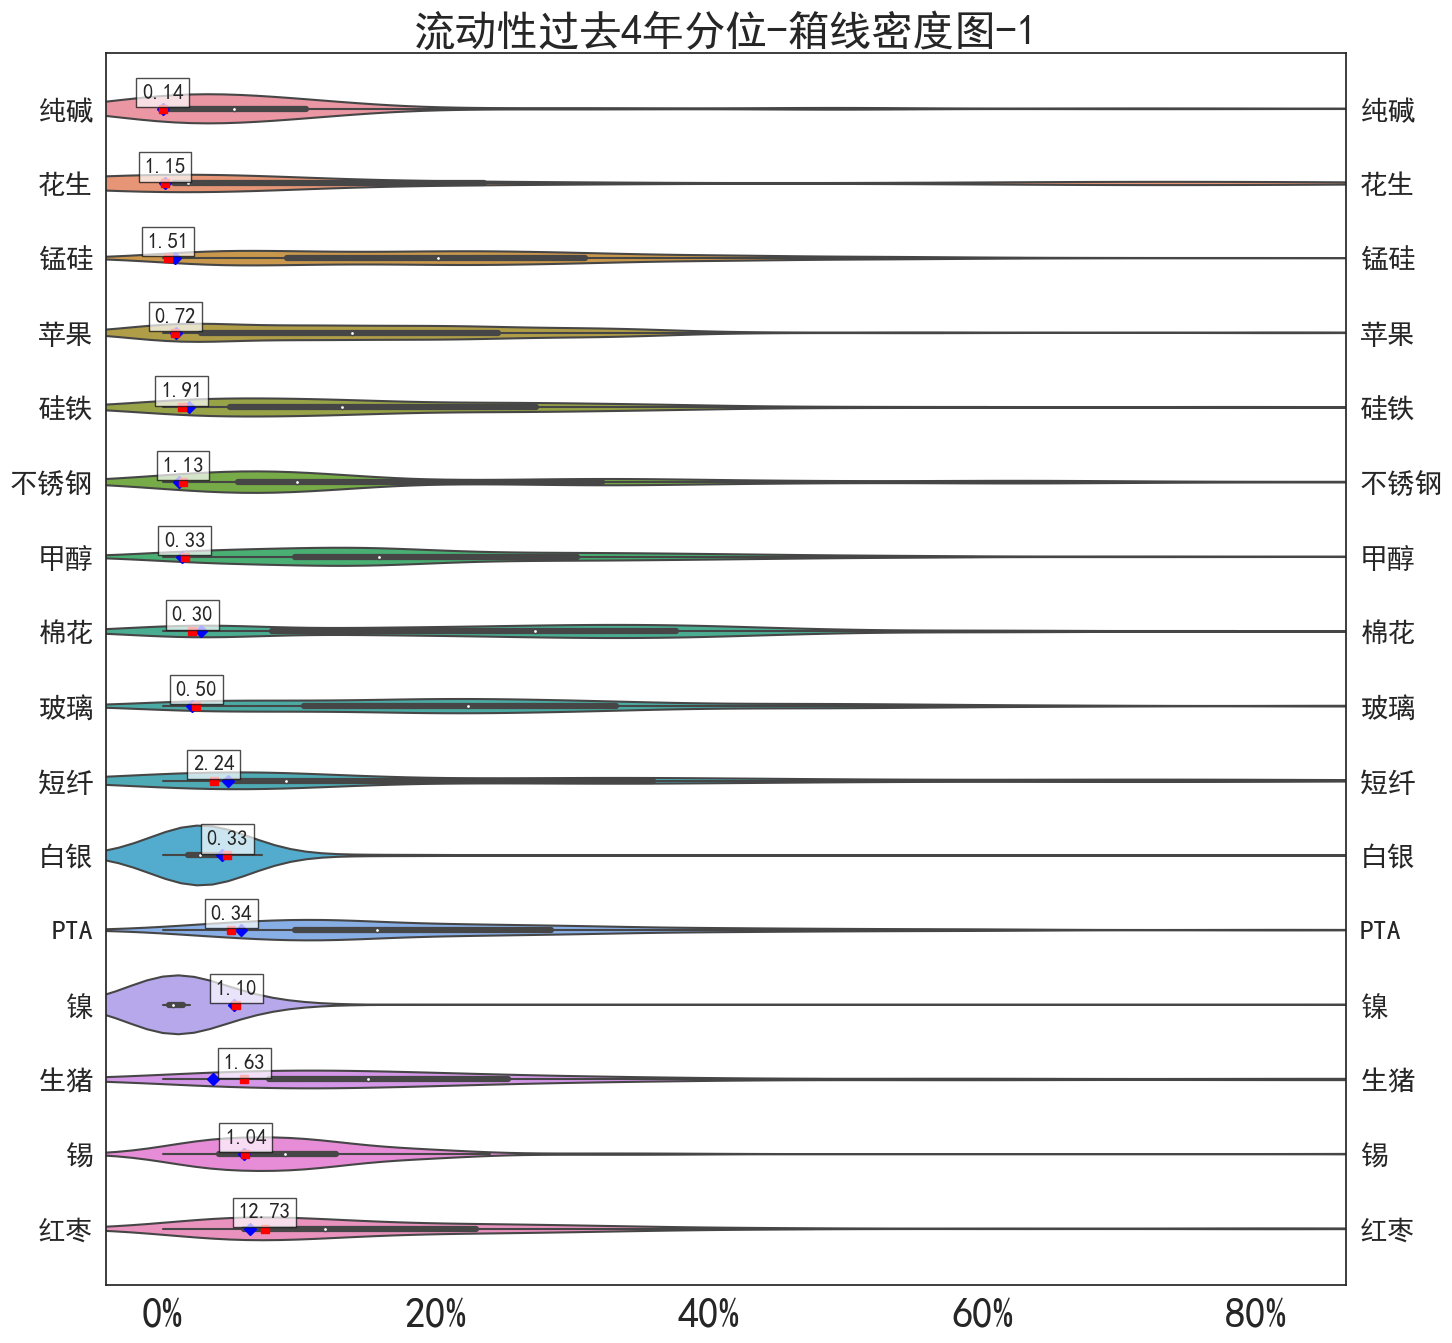 流动性过去4年分位-箱线密度图-1
纯碱 0.14 纯碱
花生 1.15 花生
锰硅 1.51 锰硅
苹果 0.72 苹果
硅铁 1.91 硅铁
不锈钢 1.13 不锈钢
甲醇 0.33 甲醇
棉花 0.30 棉花
玻璃 0.50 玻璃
短纤 2.24 短纤
白银 0.33 白银
PTA 0.34 PTA
镍 1.10 镍
生猪 1.63 生猪
锡 1.04 锡
红枣 12.73 红枣
0% 20% 40% 60% 80%